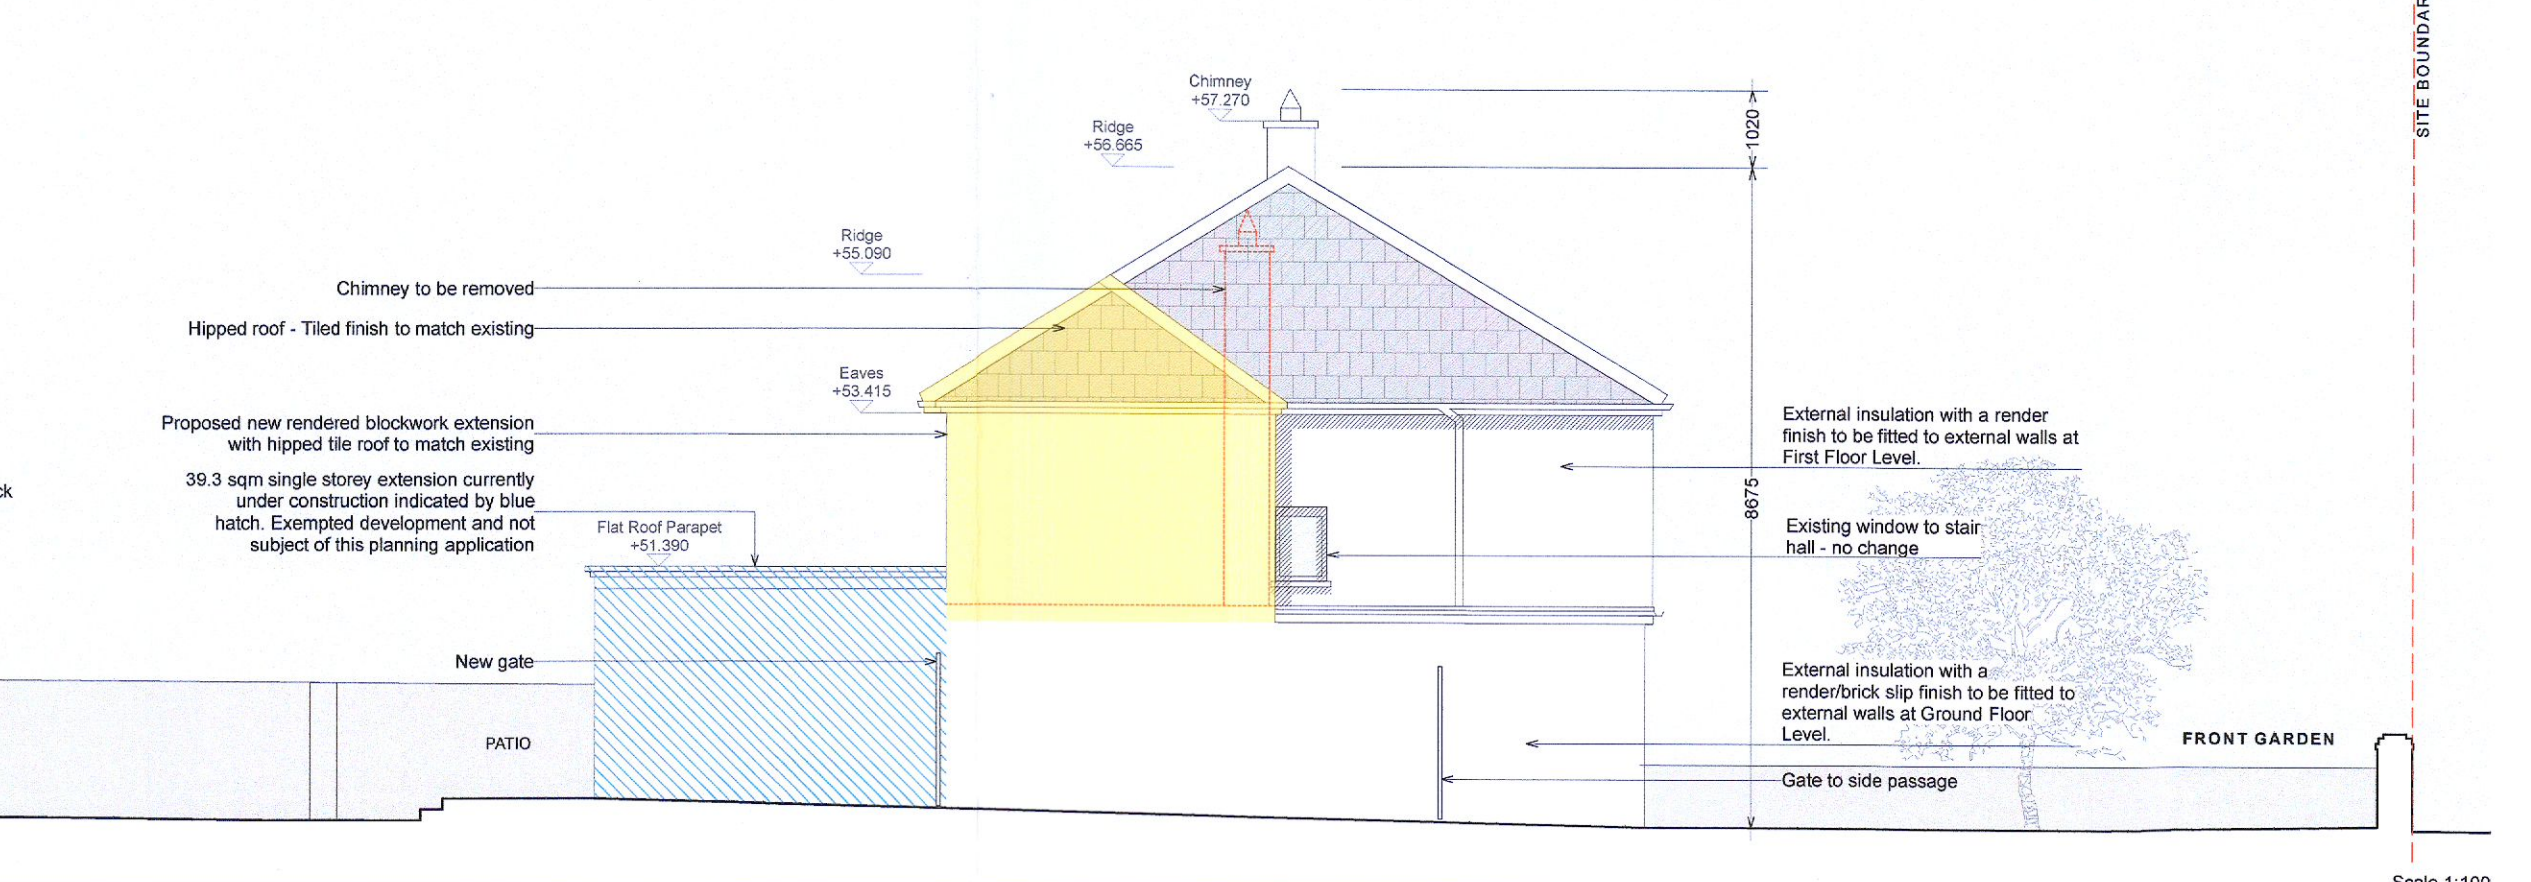 SITE BOUNDAR
Chimney
+57.270
1020
Ridge
+56.665
Ridge
+55.090
Chimney to be removed
Hipped roof - Tiled finish to match existing
Eaves
+53.415
Proposed new rendered blockwork extension
with hipped tile roof to match existing
39.3 sqm single storey extension currently
under construction indicated by blue
hatch. Exempted development and not
subject of this planning application
ck
Flat Roof Parapet
+51.390
New gate
PATIO
8675
External insulation with a render
finish to be fitted to external walls at
First Floor Level.
Existing window to stair
hall - no change
External insulation with a
render/brick slip finish to be fitted to
external walls at Ground Floor
Level.
Gate to side passage
FRONT GARDEN